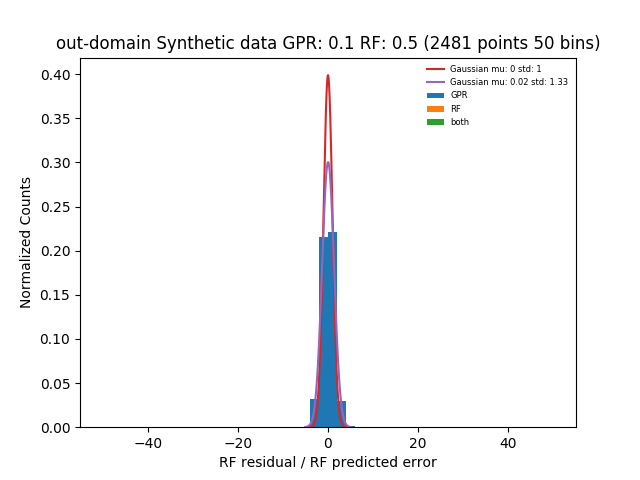 out-domain Synthetic data GPR: 0.1 RF: 0.5 (2481 points 50 bins)
Gaussian mu: 0 std: 1
Gaussian mu: 0.02 std: 1.33
GPR
RF
both
Normalized Counts
0.40
0.35
0.30
0.25
0.20
0.15
0.10
0.05
0.00
−40
−20
0
20
40
RF residual / RF predicted error